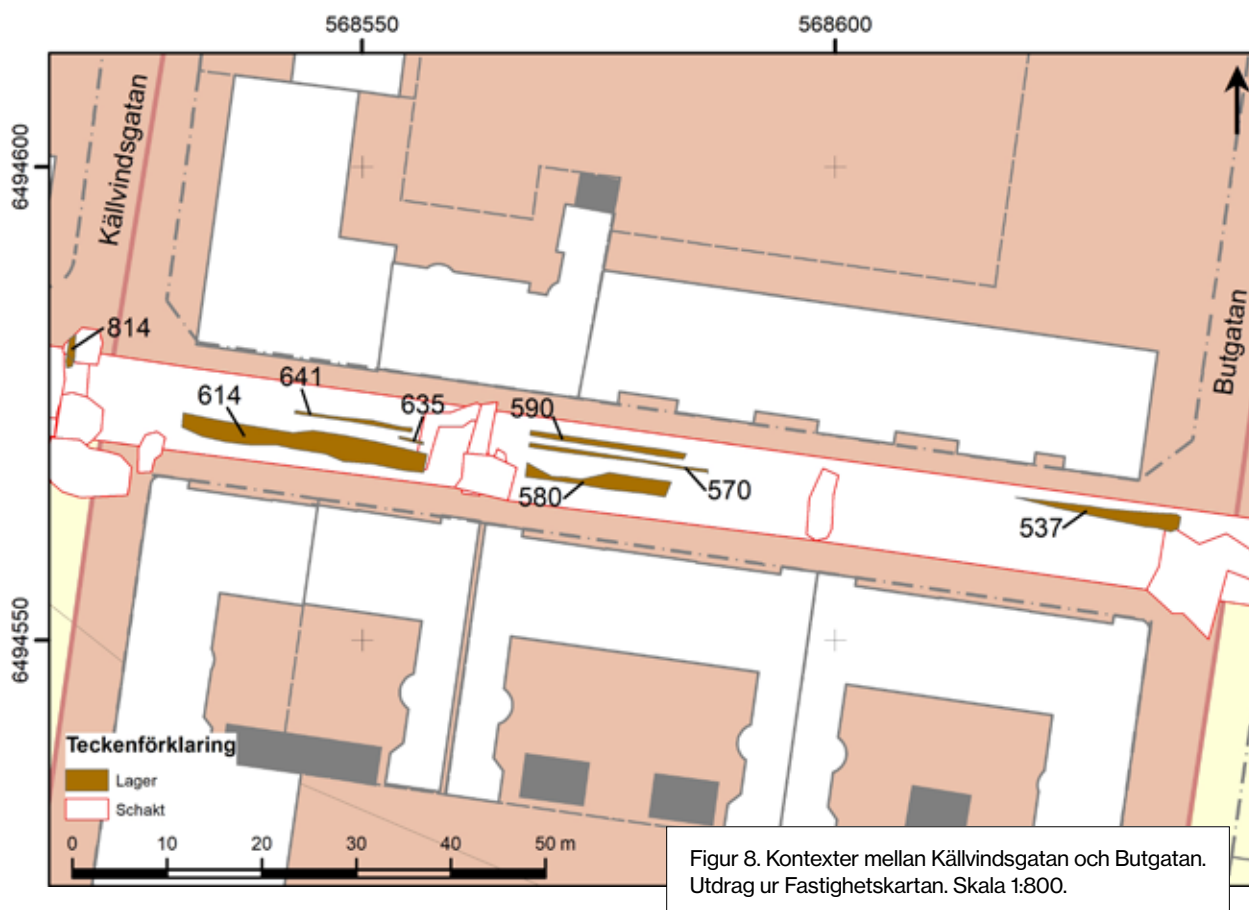 568550
568600
6494600
6494550
Källvindsgatan
Butgatan
814
641
614
635
590
570
580
537
Teckenförklaring
Lager
Schakt
0 10 20 30 40 50 m
Figur 8. Kontexter mellan Källvindsgatan och Butgatan.
Utdrag ur Fastighetskartan. Skala 1:800.